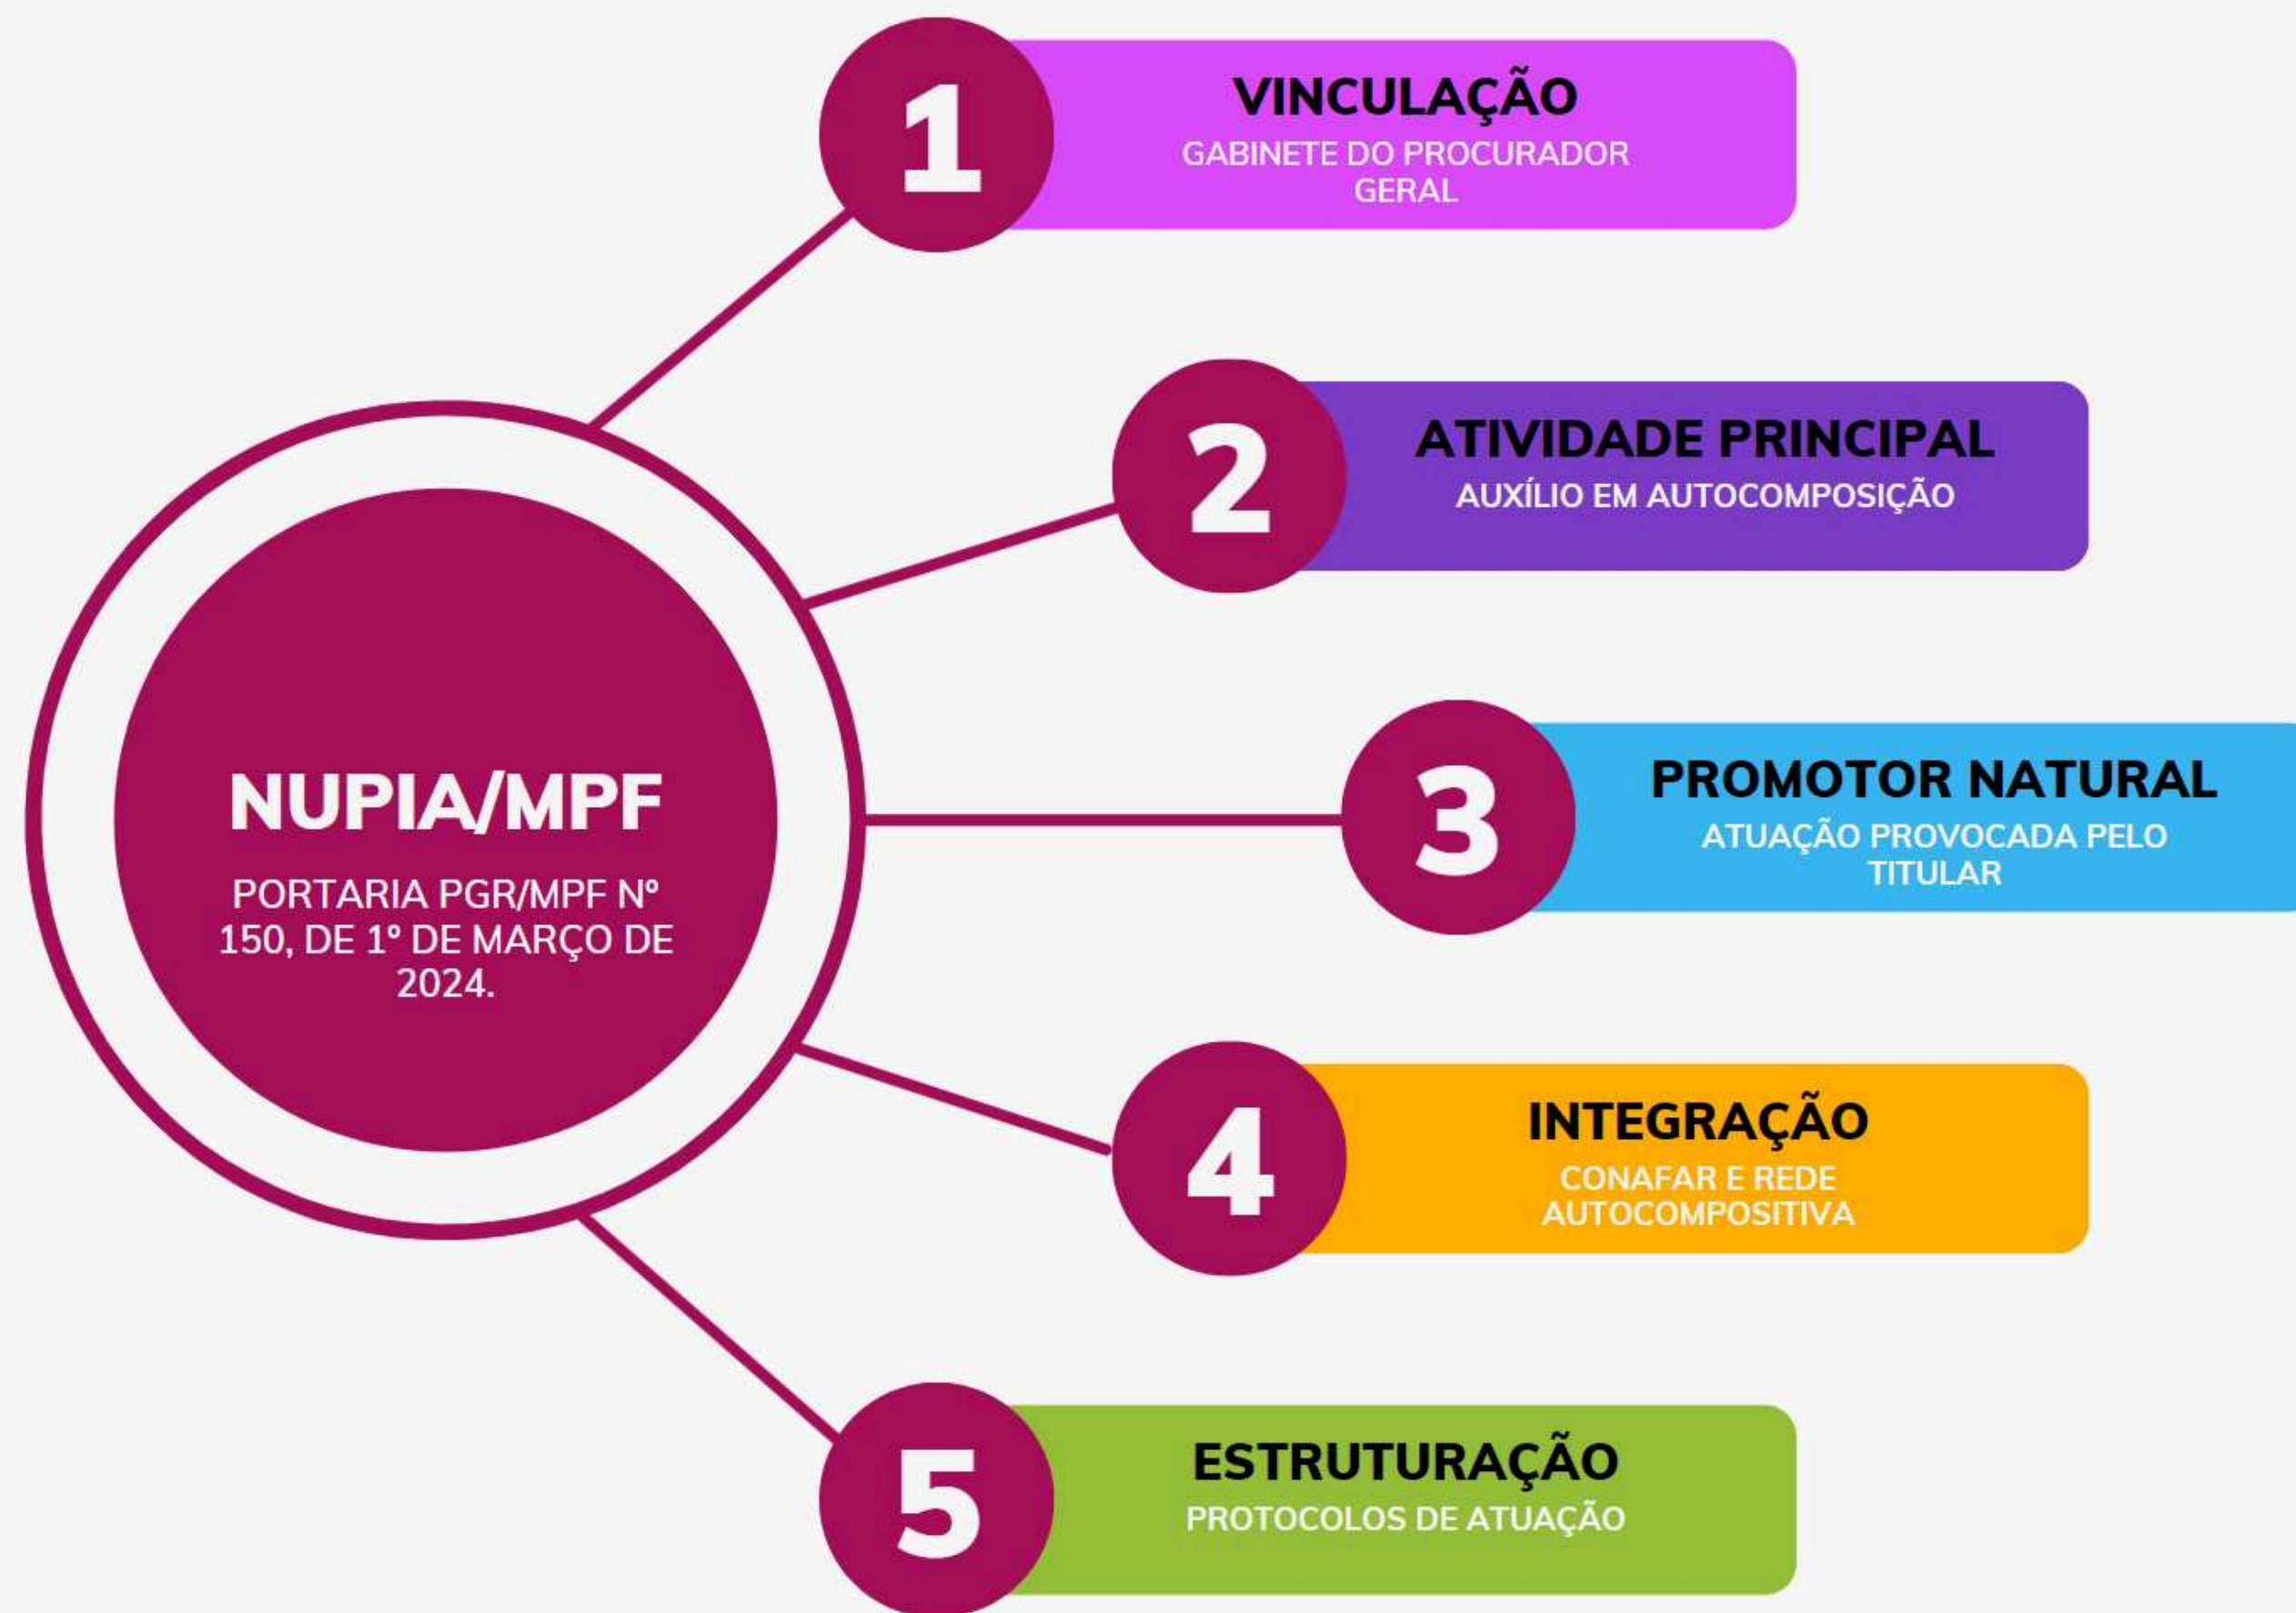 NUPIA/MPF
PORTARIA PGR/MPF Nº
150, DE 1º DE MARÇO DE
2024.
1
VINCULAÇÃO
GABINETE DO PROCURADOR
GERAL
2
ATIVIDADE PRINCIPAL
AUXÍLIO EM AUTOCOMPOSIÇÃO
3
PROMOTOR NATURAL
ATUAÇÃO PROVOCADA PELO
TITULAR
4
INTEGRAÇÃO
CONAFAR E REDE
AUTOCOMPOSITIVA
5
ESTRUTURAÇÃO
PROTOCOLOS DE ATUAÇÃO